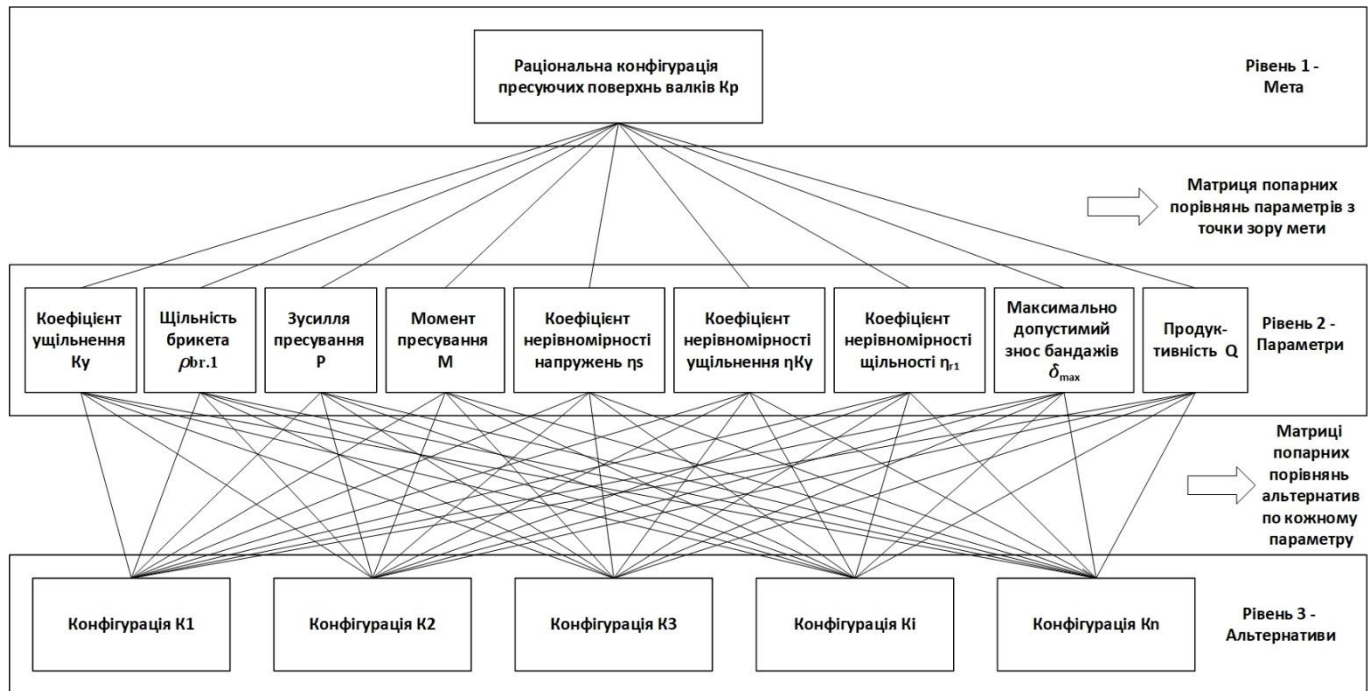 Раціональна конфігурація
пресуючих поверхнь валків Кр
Рівень 1 -
Мета
Матриця попарних
порівнянь параметрів з
точки зору мети
Коефіцієнт
ущільнення
Ку
Щільність
брикета
ρbr.1
Зусилля
пресування
Р
Момент
пресування
М
Коефіцієнт
нерівномірності
напружень ηs
Коефіцієнт
нерівномірності
ущільнення ηКу
Коефіцієнт
нерівномірності
щільності ηr1
Максимально
допустимий
знос бандажів
δmax
Продук-
тивність Q
Рівень 2 -
Параметри
Матриці
попарних
порівнянь
альтернатив
по кожному
параметру
Конфігурація К1
Конфігурація К2
Конфігурація К3
Конфігурація Кі
Конфігурація Кn
Рівень 3 -
Альтернативи